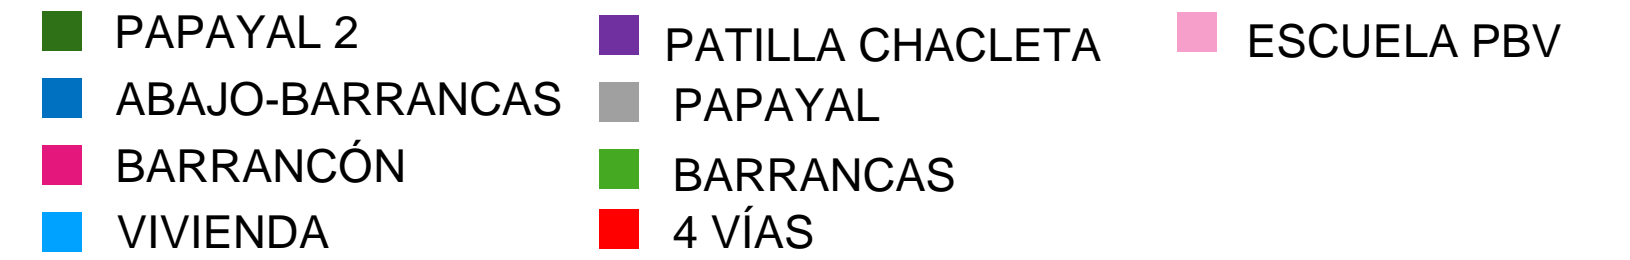 PAPAYAL 2
ABAJO-BARRANCAS
BARRANCÓN
VIVIENDA
PATILLA CHACLETA
PAPAYAL
BARRANCAS
4 VÍAS
ESCUELA PBV